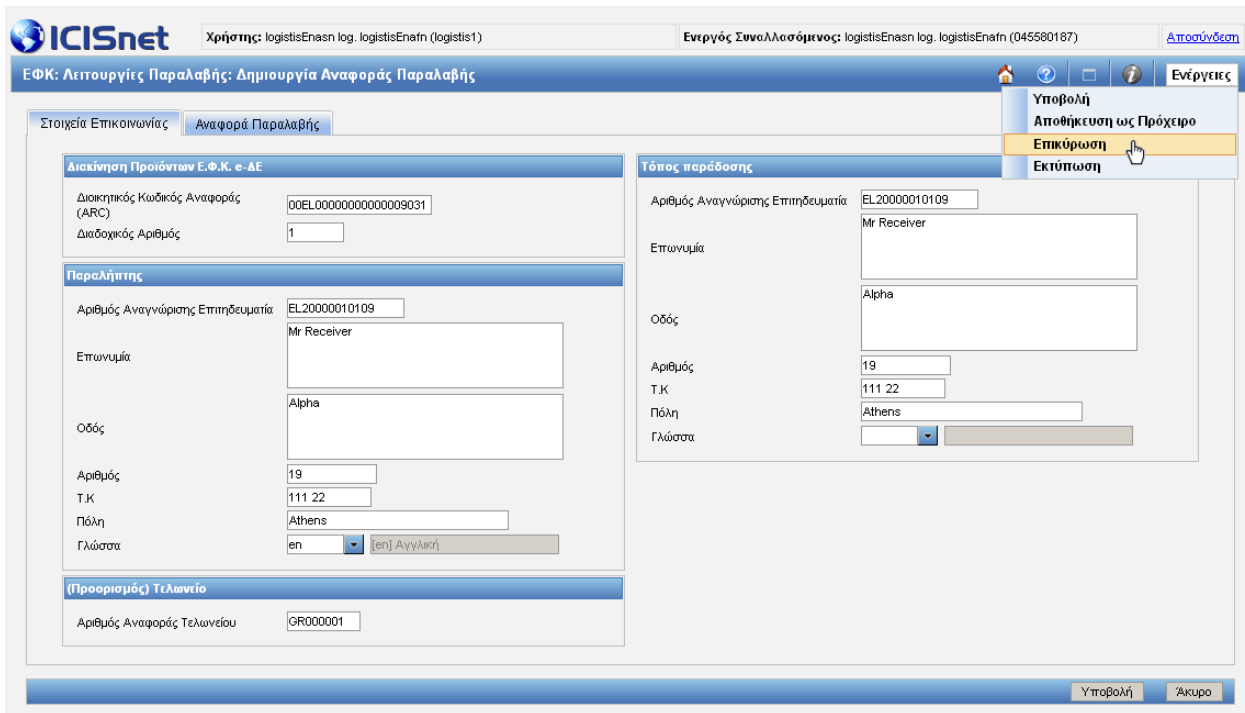 ICISnet
Χρήστης: logistisEnasn log. logistisEnafn (logistis1)
Ενεργός Συναλλασόμενος: logistisEnasn log. logistisEnafn (045580187)
Αποσύνδεση
ΕΦΚ: Λειτουργίες Παραλαβής: Δημιουργία Αναφοράς Παραλαβής
Ενέργειες
Υποβολή
Αποθήκευση ως Πρόχειρο
Επικύρωση
Εκτύπωση
Στοιχεία Επικοινωνίας
Αναφορά Παραλαβής
Διακίνηση Προϊόντων Ε.Φ.Κ. e-ΔΕ
Διοικητικός Κωδικός Αναφοράς
(ARC)
00EL00000000000009031
Διαδοχικός Αριθμός
1
Παραλήπτης
Αριθμός Αναγνώρισης Επιτηδευματία
EL20000010109
Επωνυμία
Mr Receiver
Οδός
Alpha
Αριθμός
19
Τ.Κ
111 22
Πόλη
Athens
Γλώσσα
en
[en] Αγγλική
(Προορισμός) Τελωνείο
Αριθμός Αναφοράς Τελωνείου
GR000001
Τόπος παράδοσης
Αριθμός Αναγνώρισης Επιτηδευματία
EL20000010109
Επωνυμία
Mr Receiver
Οδός
Alpha
Αριθμός
19
Τ.Κ
111 22
Πόλη
Athens
Γλώσσα
Υποβολή
Άκυρο